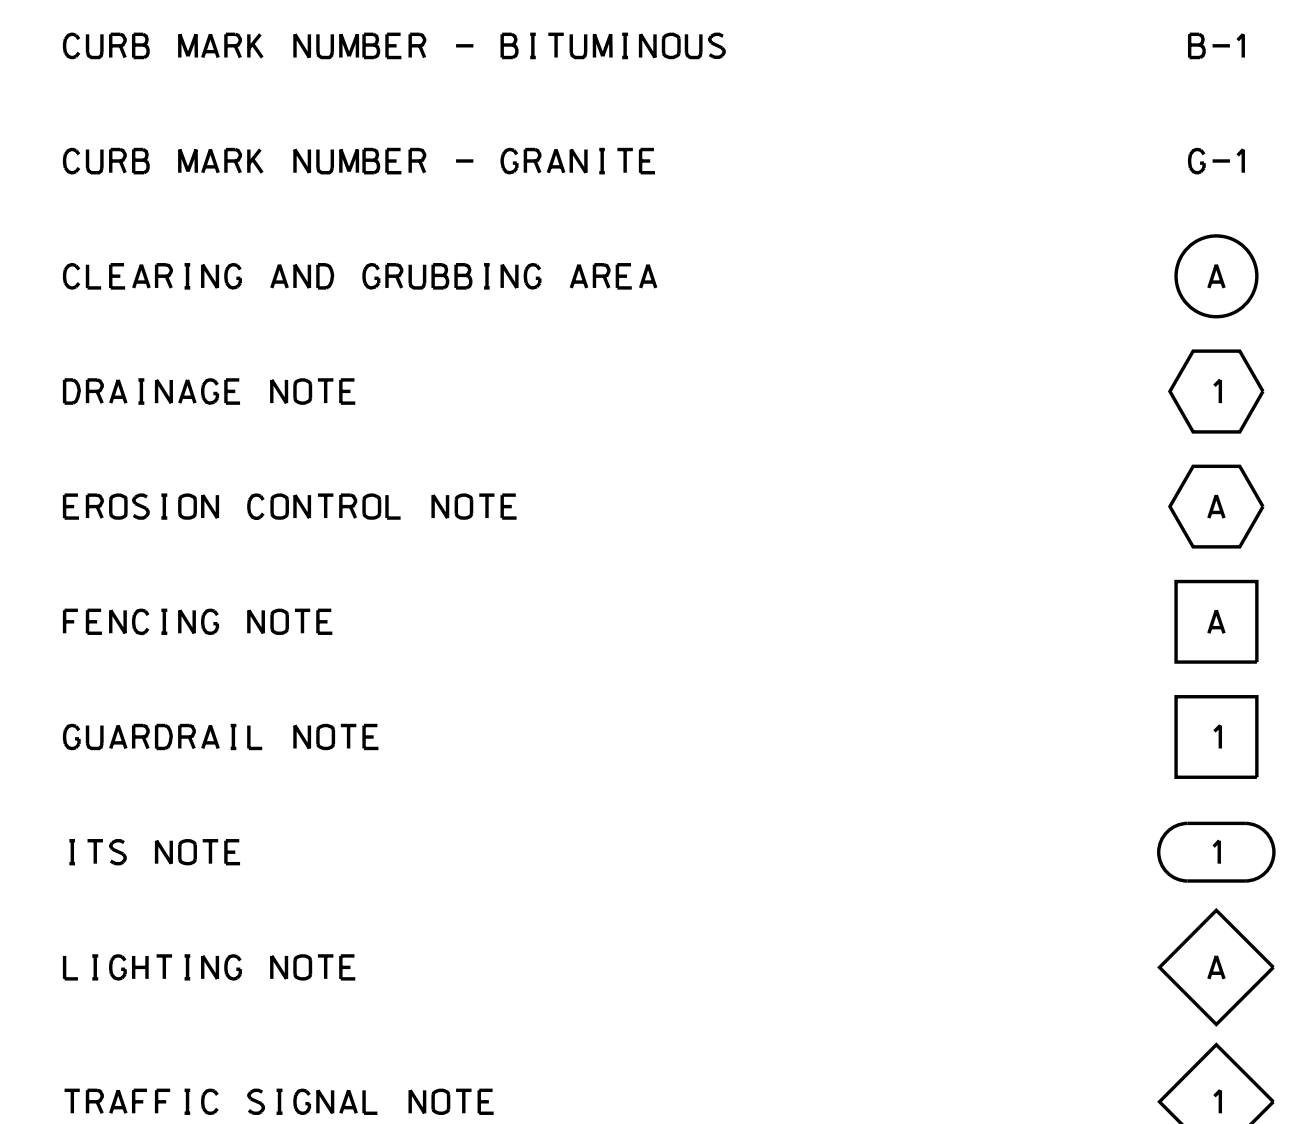 CURB MARK NUMBER - BITUMINOUS B-1
CURB MARK NUMBER - GRANITE G-1
CLEARING AND GRUBBING AREA A
DRAINAGE NOTE 1
EROSION CONTROL NOTE A
FENCING NOTE A
GUARDRAIL NOTE 1
ITS NOTE 1
LIGHTING NOTE A
TRAFFIC SIGNAL NOTE 1